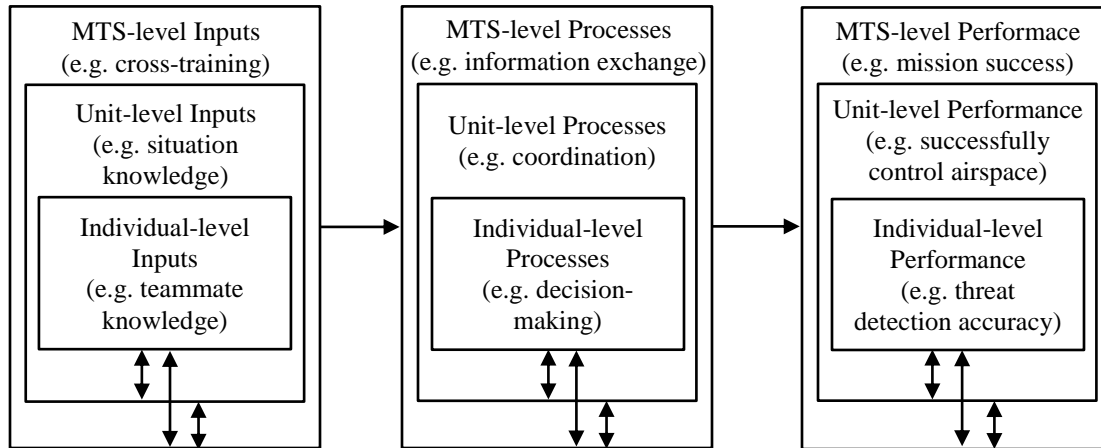 MTS-level Inputs
(e.g. cross-training)
Unit-level Inputs
(e.g. situation
knowledge)
Individual-level
Inputs
(e.g. teammate
knowledge)
MTS-level Processes
(e.g. information exchange)
Unit-level Processes
(e.g. coordination)
Individual-level
Processes
(e.g. decision-
making)
MTS-level Performace
(e.g. mission success)
Unit-level Performance
(e.g. successfully
control airspace)
Individual-level
Performance
(e.g. threat
detection accuracy)